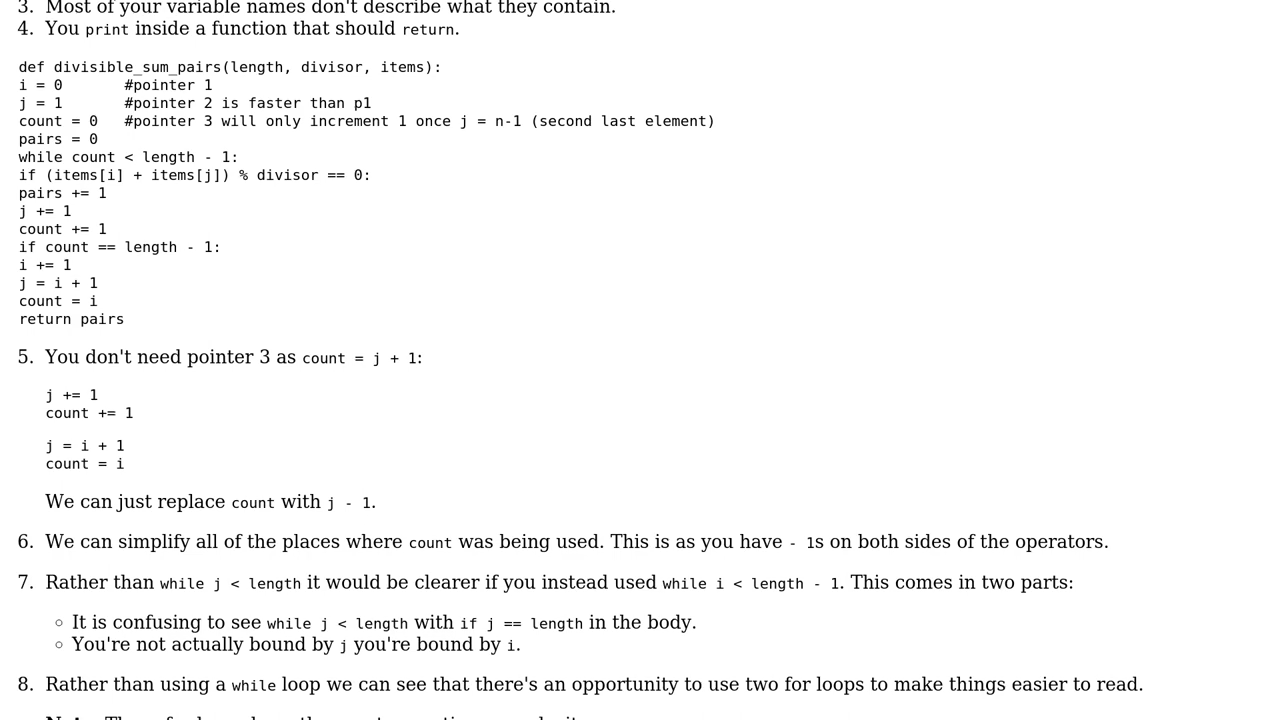 3. Most of your variable names don't describe what they contain.
4. You print inside a function that should return.
def divisible_sum_pairs(length, divisor, items):
i = 0       #pointer 1
j = 1       #pointer 2 is faster than p1
count = 0   #pointer 3 will only increment 1 once j = n-1 (second last element)
pairs = 0
while count < length - 1:
if (items[i] + items[j]) % divisor == 0:
pairs += 1
j += 1
count += 1
if count == length - 1:
i += 1
j = i + 1
count = i
return pairs
5. You don't need pointer 3 as count = j + 1:
j += 1
count += 1
j = i + 1
count = i
We can just replace count with j - 1.
6. We can simplify all of the places where count was being used. This is as you have - 1s on both sides of the operators.
7. Rather than while j < length it would be clearer if you instead used while i < length - 1. This comes in two parts:
◦ It is confusing to see while j < length with if j == length in the body.
◦ You're not actually bound by j you're bound by i.
8. Rather than using a while loop we can see that there's an opportunity to use two for loops to make things easier to read.